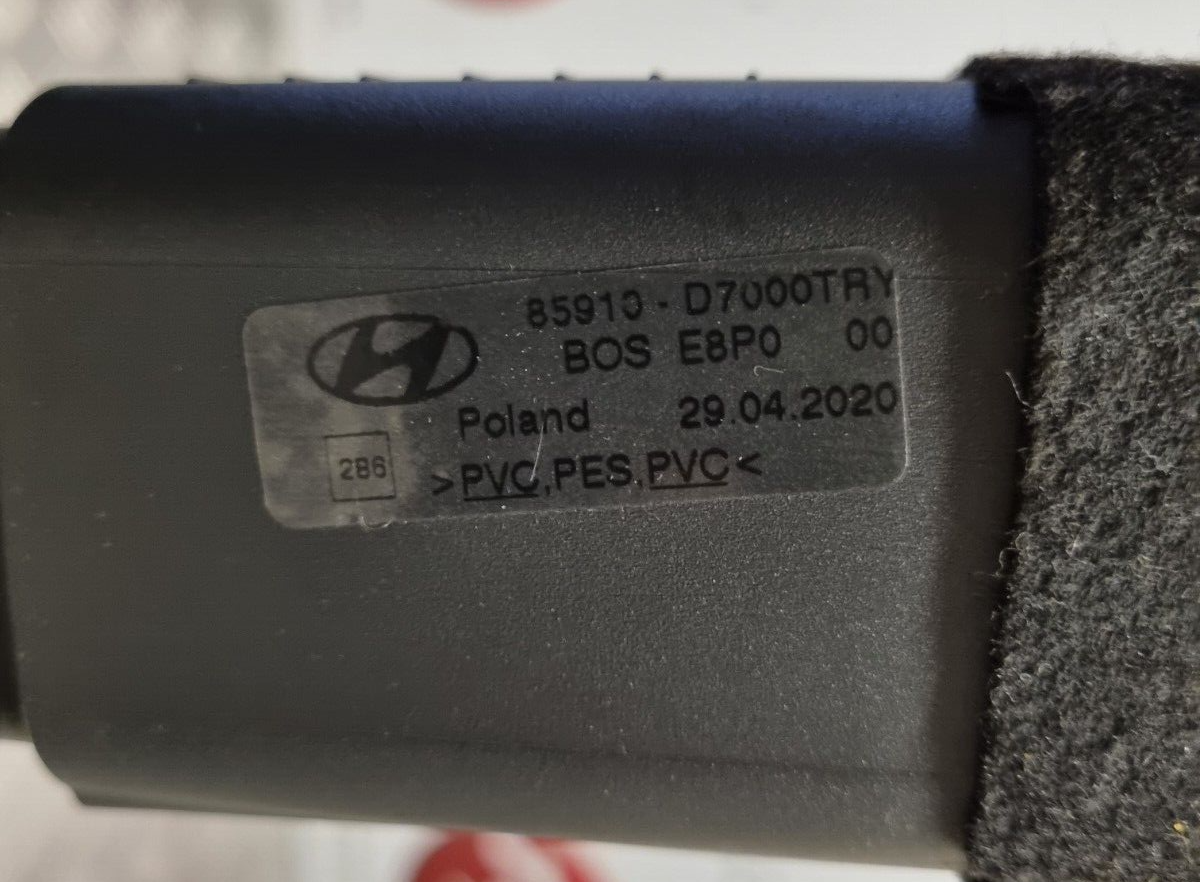 85910 - D7000TRY
BOS E8P0 00
Poland 29.04.2020
286 >PVC,PES,PVC<